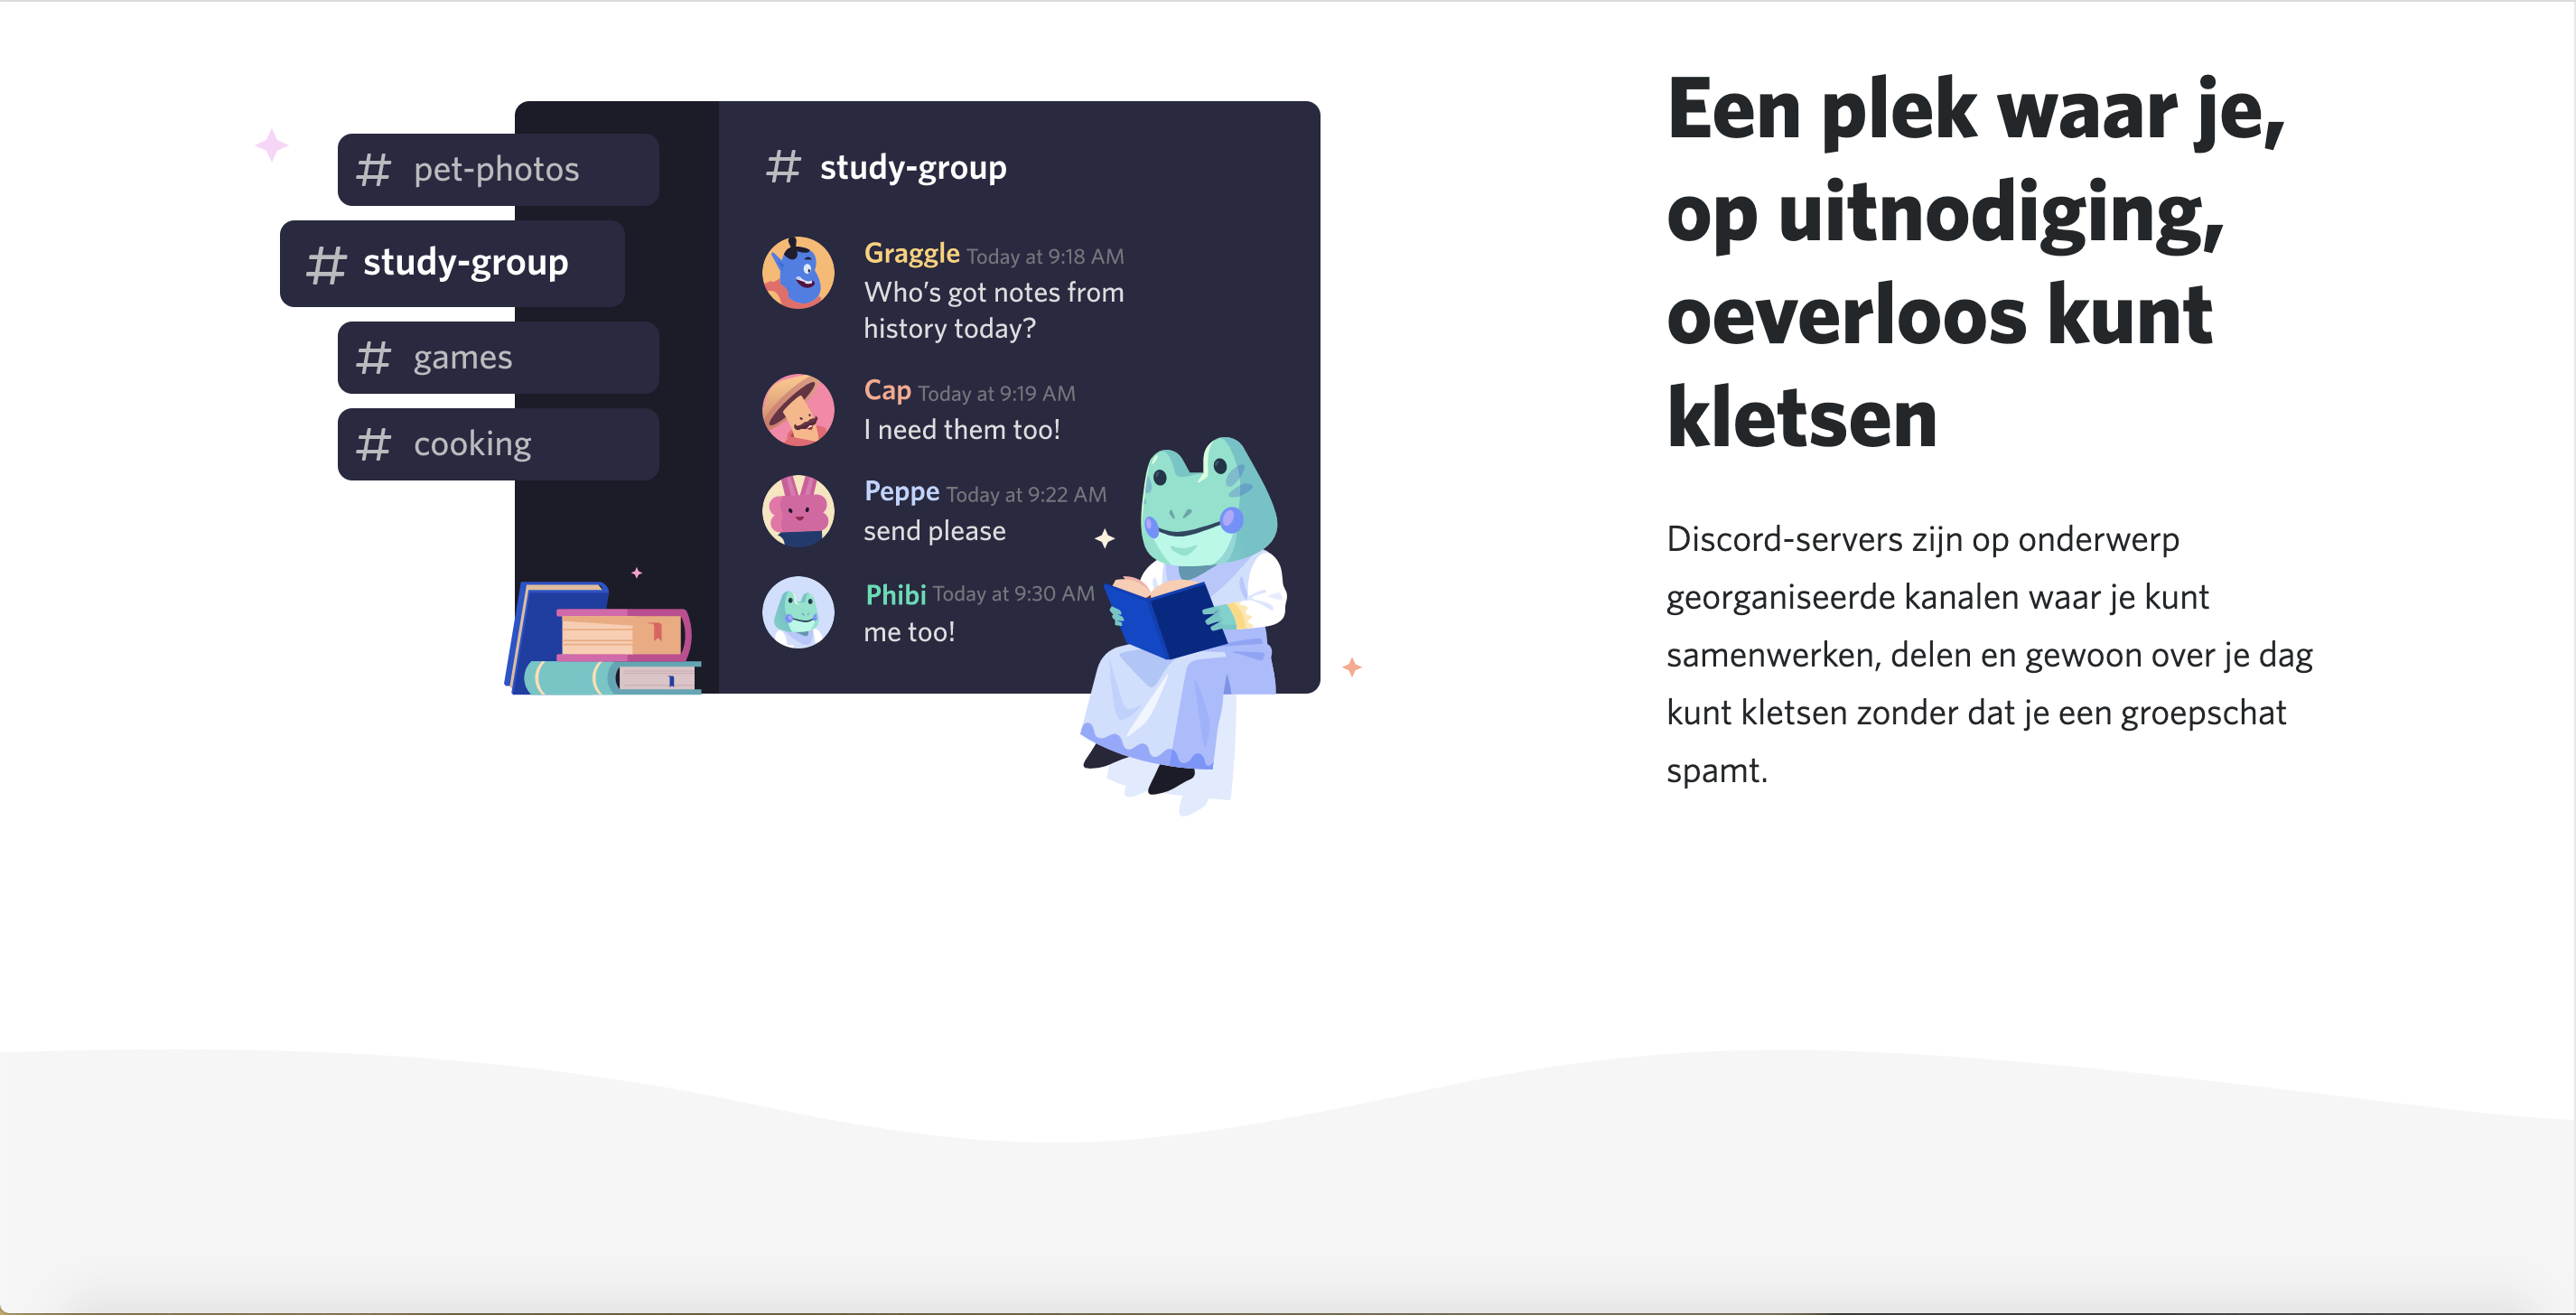 # pet-photos
# study-group
# games
# cooking
# study-group
Graggle Today at 9:18 AM
Who's got notes from
history today?
Cap Today at 9:19 AM
I need them too!
Peppe Today at 9:22 AM
send please
Phibi Today at 9:30 AM
me too!
Een plek waar je,
op uitnodiging,
oeverloos kunt
kletsen
Discord-servers zijn op onderwerp
georganiseerde kanalen waar je kunt
samenwerken, delen en gewoon over je dag
kunt kletsen zonder dat je een groepschat
spamt.